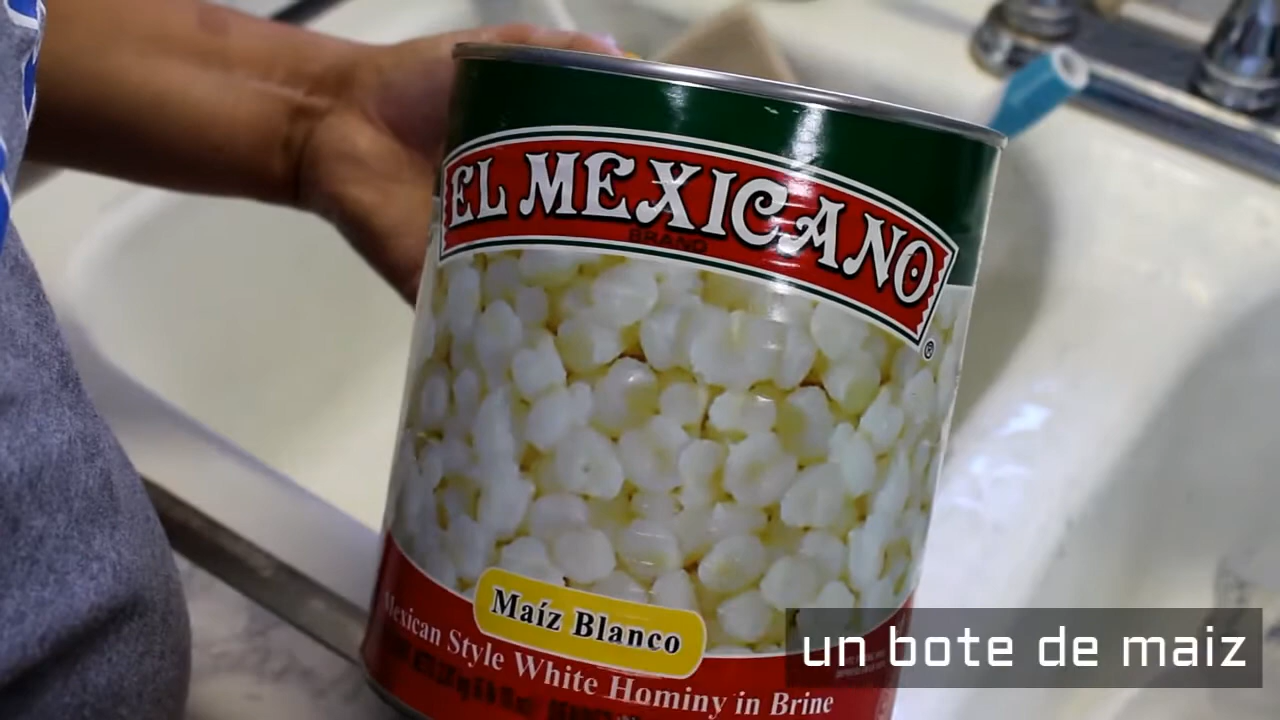 EL MEXICANO
BRAND
®
Maíz Blanco
Mexican Style White Hominy in Brine
un bote de maiz